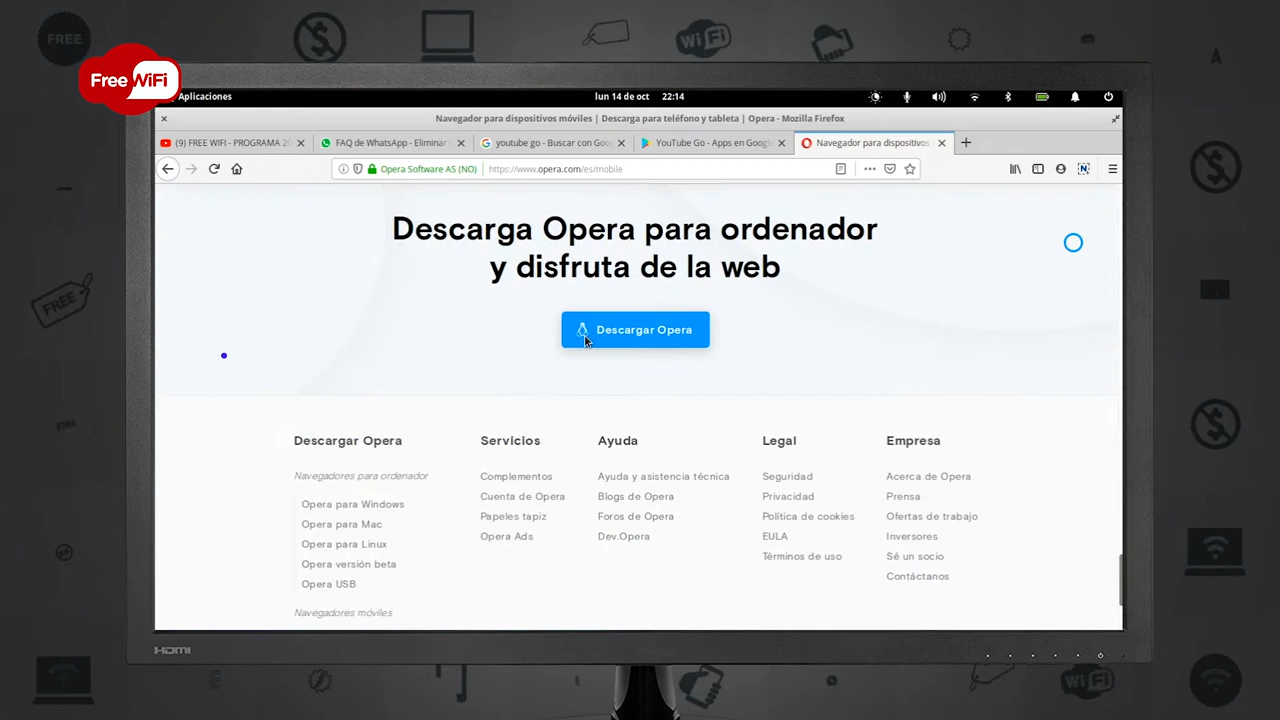 FREE
WiFi
Free WiFi
Aplicaciones
lun 14 de oct 22:14
Navegador para dispositivos móviles | Descarga para teléfono y tableta | Opera - Mozilla Firefox
(9) FREE WIFI - PROGRAMA 20
FAQ de WhatsApp - Eliminar
youtube go - Buscar con Goo
YouTube Go - Apps en Google
Navegador para dispositivos
Opera Software AS (NO)
https://www.opera.com/es/mobile
Descarga Opera para ordenador
y disfruta de la web
Descargar Opera
Descargar Opera
Navegadores para ordenador
Opera para Windows
Opera para Mac
Opera para Linux
Opera versión beta
Opera USB
Navegadores móviles
Servicios
Complementos
Cuenta de Opera
Papeles tapiz
Opera Ads
Ayuda
Ayuda y asistencia técnica
Blogs de Opera
Foros de Opera
Dev.Opera
Legal
Seguridad
Privacidad
Política de cookies
EULA
Términos de uso
Empresa
Acerca de Opera
Prensa
Ofertas de trabajo
Inversores
Sé un socio
Contáctanos
FREE
HDMI
WiFi